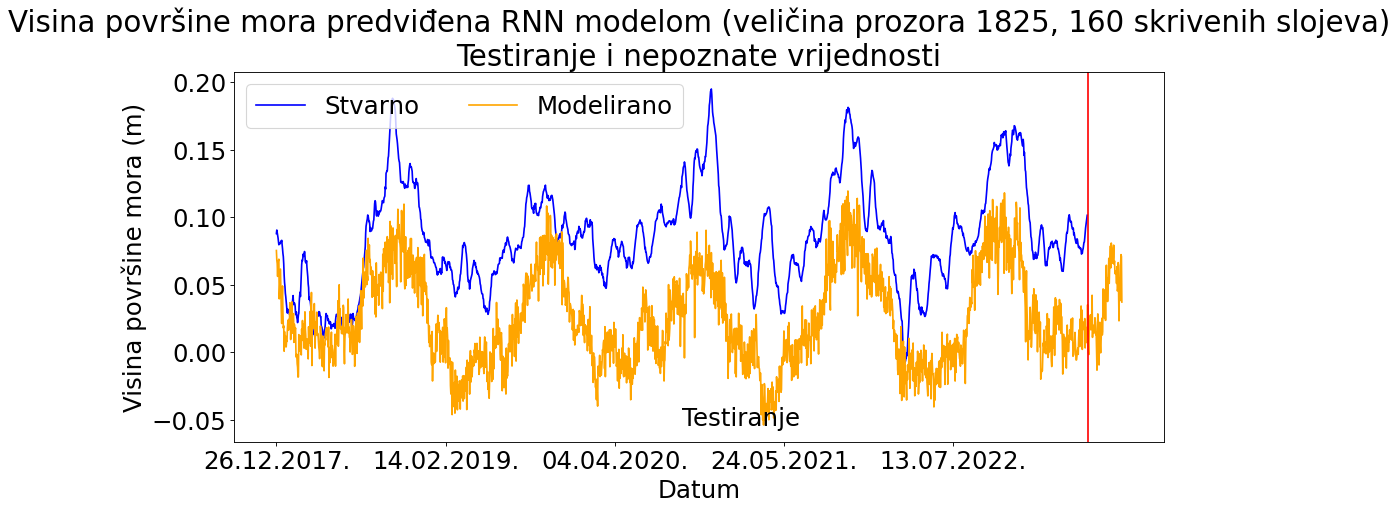 Visina površine mora predviđena RNN modelom (veličina prozora 1825, 160 skrivenih slojeva)
Testiranje i nepoznate vrijednosti
Stvarno Modelirano
Visina površine mora (m)
0.20
0.15
0.10
0.05
0.00
−0.05
Testiranje
26.12.2017. 14.02.2019. 04.04.2020. 24.05.2021. 13.07.2022.
Datum